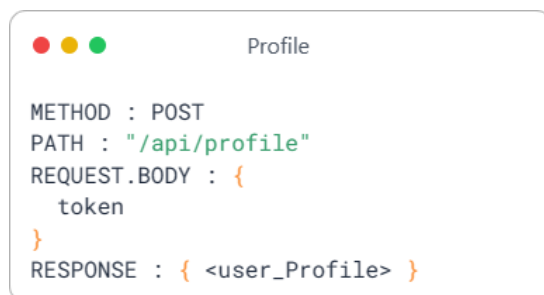 Profile
METHOD : POST
PATH : "/api/profile"
REQUEST.BODY : {
token
}
RESPONSE : { <user_Profile> }